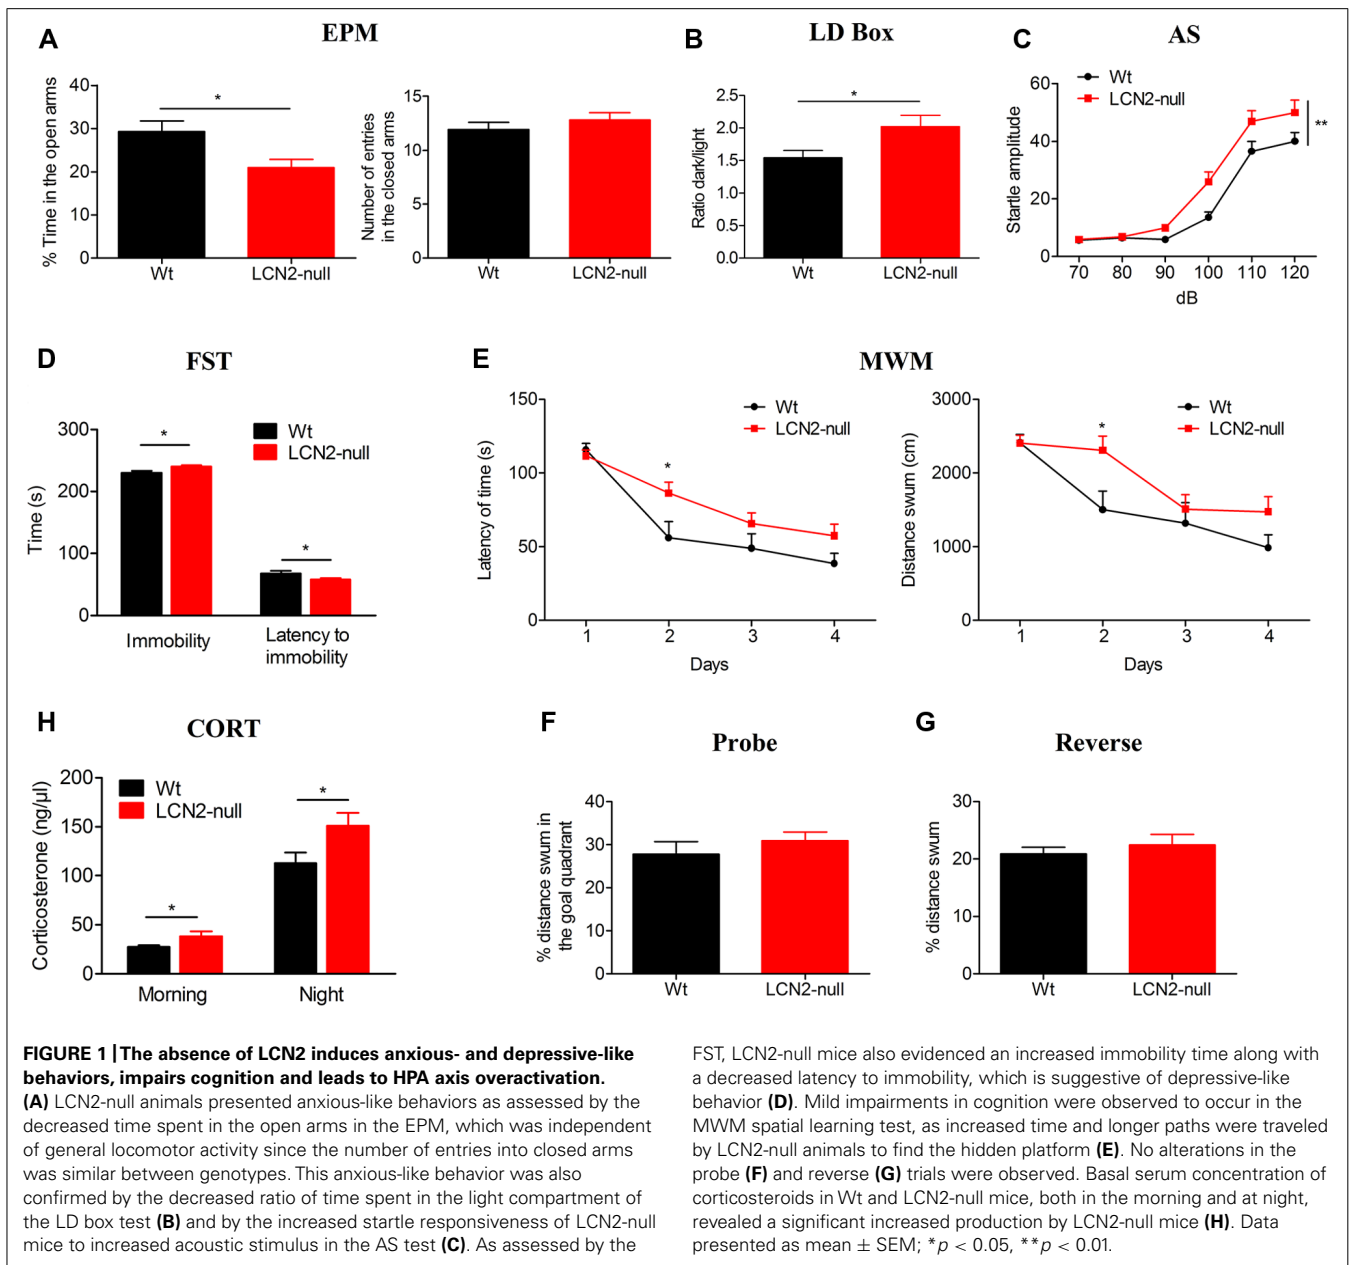 A
EPM
% Time in the open arms
40
30
20
10
0
*
Wt
LCN2-null
Number of entries
in the closed arms
15
10
5
0
Wt
LCN2-null
B
LD Box
Ratio dark/light
2.5
2.0
1.5
1.0
0.5
0.0
*
Wt
LCN2-null
C
AS
Startle amplitude
60
40
20
0
Wt
LCN2-null
**
70 80 90 100 110 120
dB
D
FST
Time (s)
300
200
100
0
Wt
LCN2-null
*
*
Immobility
Latency to
immobility
E
MWM
Latency of time (s)
150
100
50
0
Wt
LCN2-null
*
1 2 3 4
Days
Distance swum (cm)
3000
2000
1000
0
Wt
LCN2-null
*
1 2 3 4
Days
H
CORT
Corticosterone (ng/µl)
200
150
100
50
0
Wt
LCN2-null
*
*
Morning
Night
F
Probe
% distance swum in
the goal quadrant
40
30
20
10
0
Wt
LCN2-null
G
Reverse
% distance swum
30
20
10
0
Wt
LCN2-null
FIGURE 1 | The absence of LCN2 induces anxious- and depressive-like
behaviors, impairs cognition and leads to HPA axis overactivation.
(A) LCN2-null animals presented anxious-like behaviors as assessed by the
decreased time spent in the open arms in the EPM, which was independent
of general locomotor activity since the number of entries into closed arms
was similar between genotypes. This anxious-like behavior was also
confirmed by the decreased ratio of time spent in the light compartment of
the LD box test (B) and by the increased startle responsiveness of LCN2-null
mice to increased acoustic stimulus in the AS test (C). As assessed by the
FST, LCN2-null mice also evidenced an increased immobility time along with
a decreased latency to immobility, which is suggestive of depressive-like
behavior (D). Mild impairments in cognition were observed to occur in the
MWM spatial learning test, as increased time and longer paths were traveled
by LCN2-null animals to find the hidden platform (E). No alterations in the
probe (F) and reverse (G) trials were observed. Basal serum concentration of
corticosteroids in Wt and LCN2-null mice, both in the morning and at night,
revealed a significant increased production by LCN2-null mice (H). Data
presented as mean ± SEM; *p < 0.05, **p < 0.01.